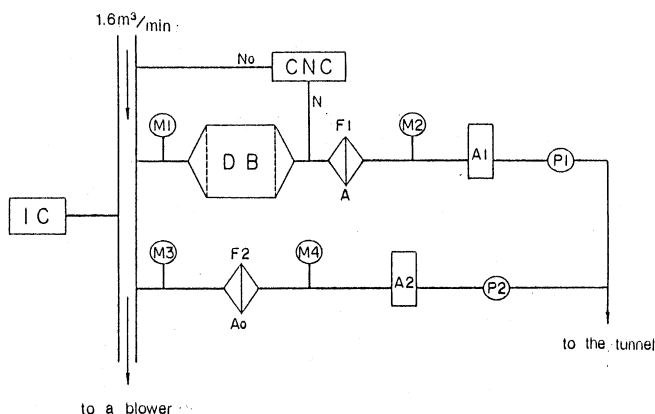 1.6m³/min
No
CNC
N
M1
DB
F1
A
M2
A1
P1
IC
M3
F2
Ao
M4
A2
P2
to the tunnel
to a blower